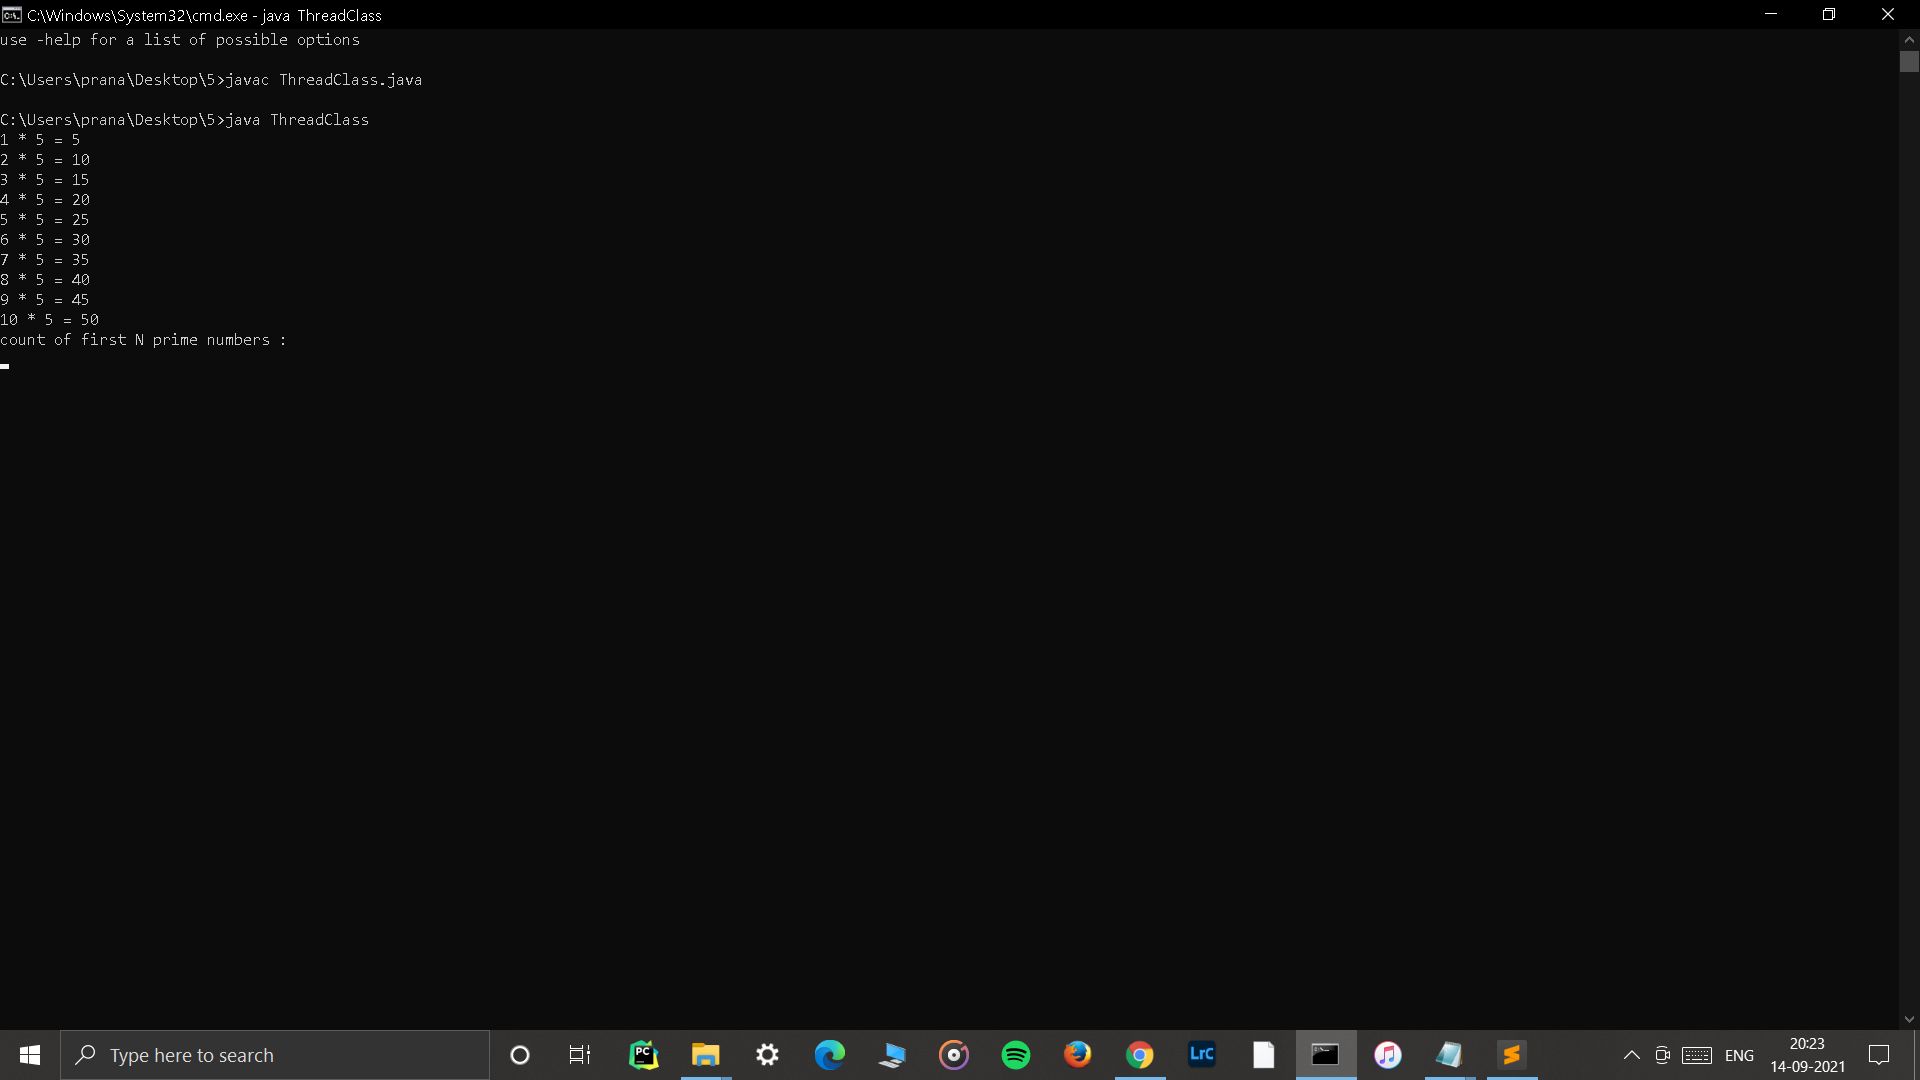 C:\Windows\System32\cmd.exe - java  ThreadClass
use -help for a list of possible options
C:\Users\prana\Desktop\5>javac ThreadClass.java
C:\Users\prana\Desktop\5>java ThreadClass
1 * 5 = 5
2 * 5 = 10
3 * 5 = 15
4 * 5 = 20
5 * 5 = 25
6 * 5 = 30
7 * 5 = 35
8 * 5 = 40
9 * 5 = 45
10 * 5 = 50
count of first N prime numbers :
Type here to search
PC
LrC
ENG
20:23
14-09-2021